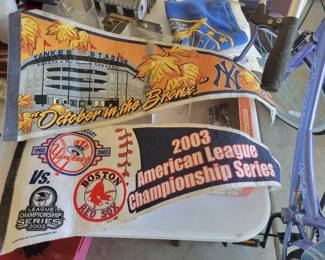 YANKEE STADIUM
"October in the Bronx"
NY
1903 2003
Yankees
Vs.
BOSTON
RED SOX
LEAGUE
CHAMPIONSHIP
SERIES
2003
2003
American League
Championship Series